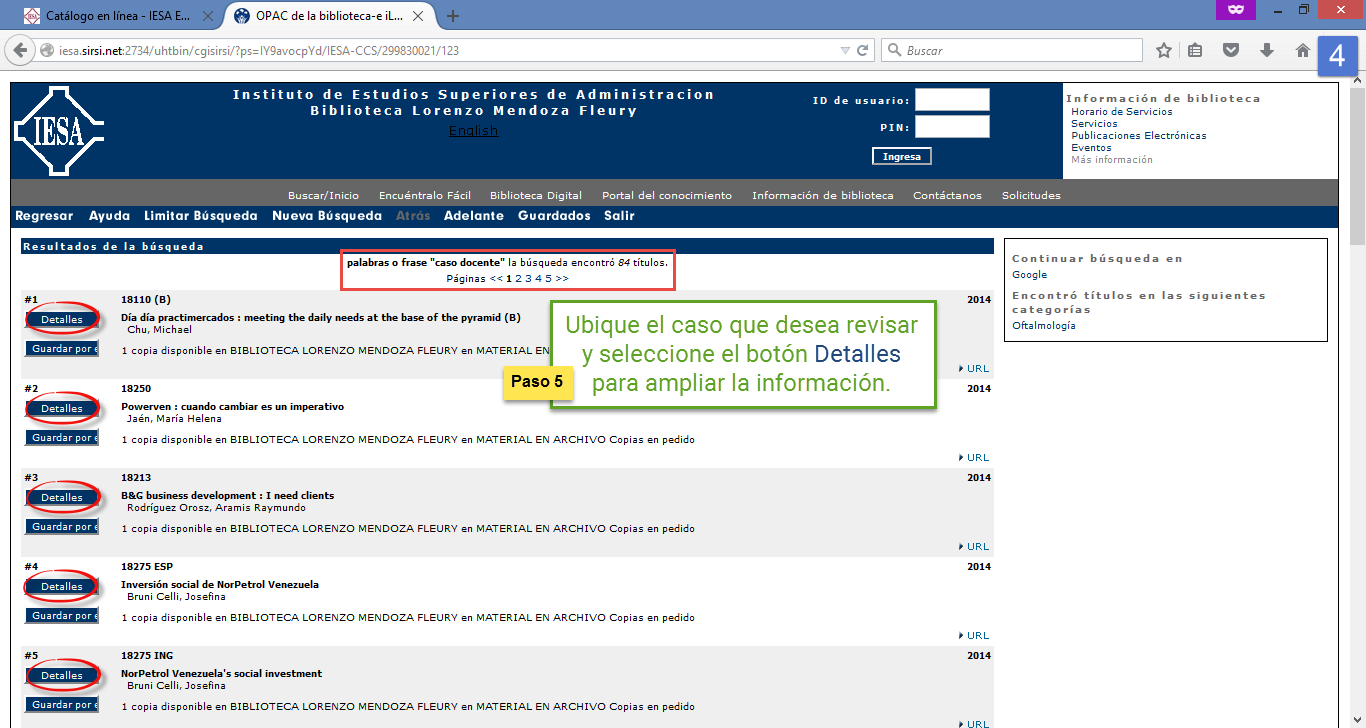 Catálogo en línea - IESA E...
OPAC de la biblioteca-e iL...
iesa.sirsi.net:2734/uhtbin/cgisirsi/?ps=IY9avocpYd/IESA-CCS/299830021/123
Buscar
4
IESA
Instituto de Estudios Superiores de Administracion
Biblioteca Lorenzo Mendoza Fleury
English
ID de usuario:
PIN:
Ingresa
Información de biblioteca
Horario de Servicios
Servicios
Publicaciones Electrónicas
Eventos
Más información
Buscar/Inicio Encuéntralo Fácil Biblioteca Digital Portal del conocimiento Información de biblioteca Contáctanos Solicitudes
Regresar Ayuda Limitar Búsqueda Nueva Búsqueda Atrás Adelante Guardados Salir
Resultados de la búsqueda
palabras o frase "caso docente" la búsqueda encontró 84 títulos.
Páginas << 1 2 3 4 5 >>
#1 18110 (B) 2014
Detalles
Día día practimercados : meeting the daily needs at the base of the pyramid (B)
Chu, Michael
Guardar por e
1 copia disponible en BIBLIOTECA LORENZO MENDOZA FLEURY en MATERIAL EN
URL
Ubique el caso que desea revisar
y seleccione el botón Detalles
para ampliar la información.
Paso 5
#2 18250 2014
Detalles
Powerven : cuando cambiar es un imperativo
Jaén, María Helena
Guardar por e
1 copia disponible en BIBLIOTECA LORENZO MENDOZA FLEURY en MATERIAL EN ARCHIVO Copias en pedido
URL
#3 18213 2014
Detalles
B&G business development : I need clients
Rodríguez Orosz, Aramis Raymundo
Guardar por e
1 copia disponible en BIBLIOTECA LORENZO MENDOZA FLEURY en MATERIAL EN ARCHIVO Copias en pedido
URL
#4 18275 ESP 2014
Detalles
Inversión social de NorPetrol Venezuela
Bruni Celli, Josefina
Guardar por e
1 copia disponible en BIBLIOTECA LORENZO MENDOZA FLEURY en MATERIAL EN ARCHIVO Copias en pedido
URL
#5 18275 ING 2014
Detalles
NorPetrol Venezuela's social investment
Bruni Celli, Josefina
Guardar por e
1 copia disponible en BIBLIOTECA LORENZO MENDOZA FLEURY en MATERIAL EN ARCHIVO Copias en pedido
URL
Continuar búsqueda en
Google
Encontró títulos en las siguientes
categorías
Oftalmología